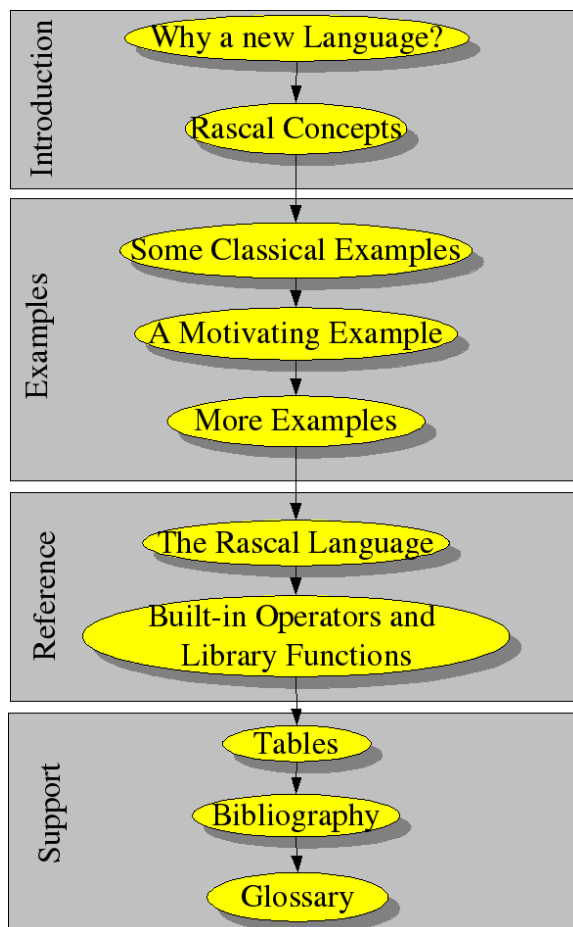 Introduction
Why a new Language?
Rascal Concepts
Examples
Some Classical Examples
A Motivating Example
More Examples
Reference
The Rascal Language
Built-in Operators and
Library Functions
Support
Tables
Bibliography
Glossary